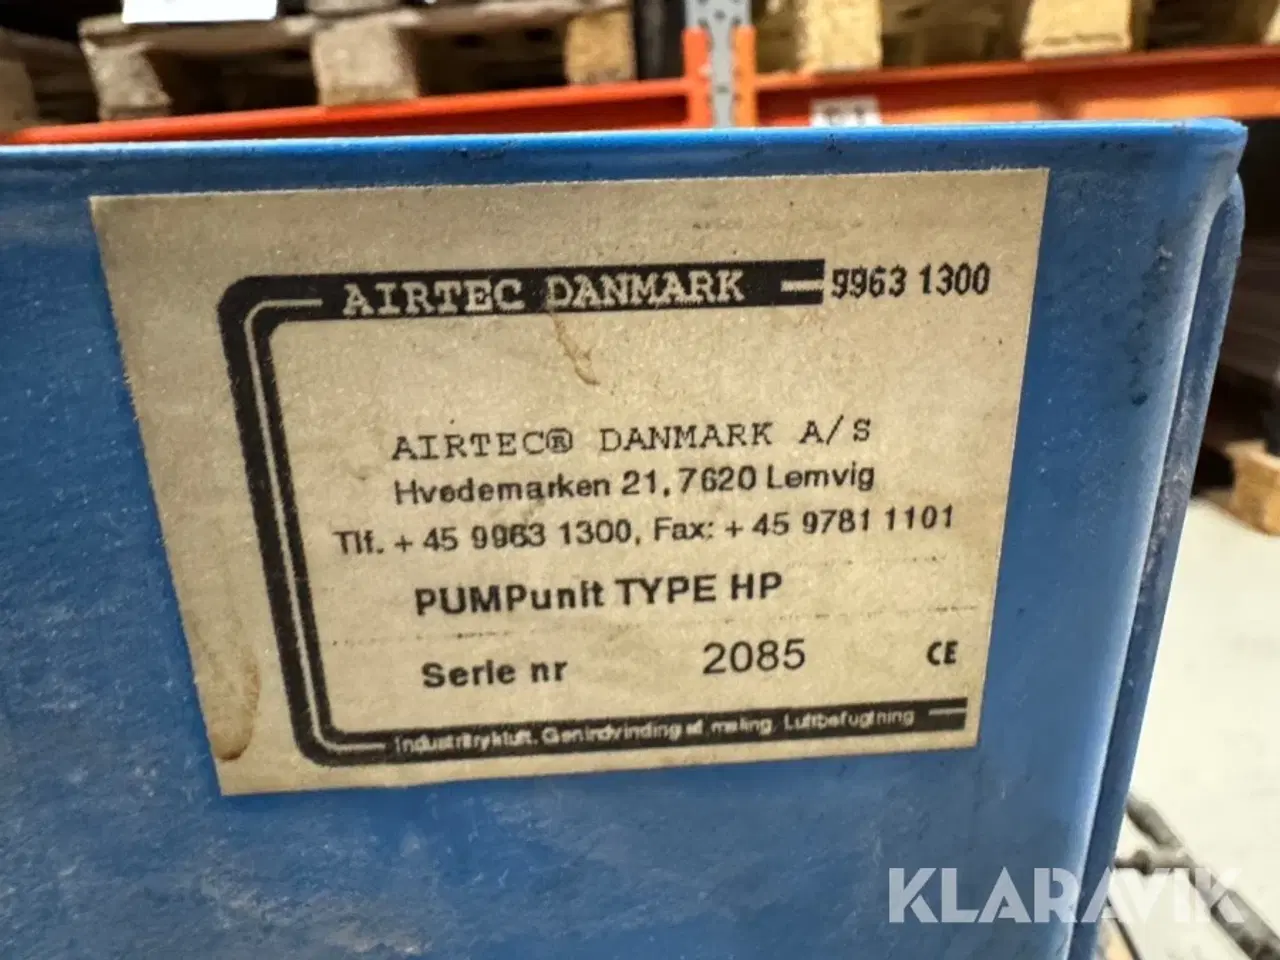 AIRTEC DANMARK 9963 1300
AIRTEC® DANMARK A/S
Hvedemarken 21, 7620 Lemvig
Tlf. + 45 9963 1300, Fax: + 45 9781 1101
PUMPunit TYPE HP
Serie nr 2085 CE
Industritrykluft. Genindvinding af maling. Luftbefugtning
KLARAVIK